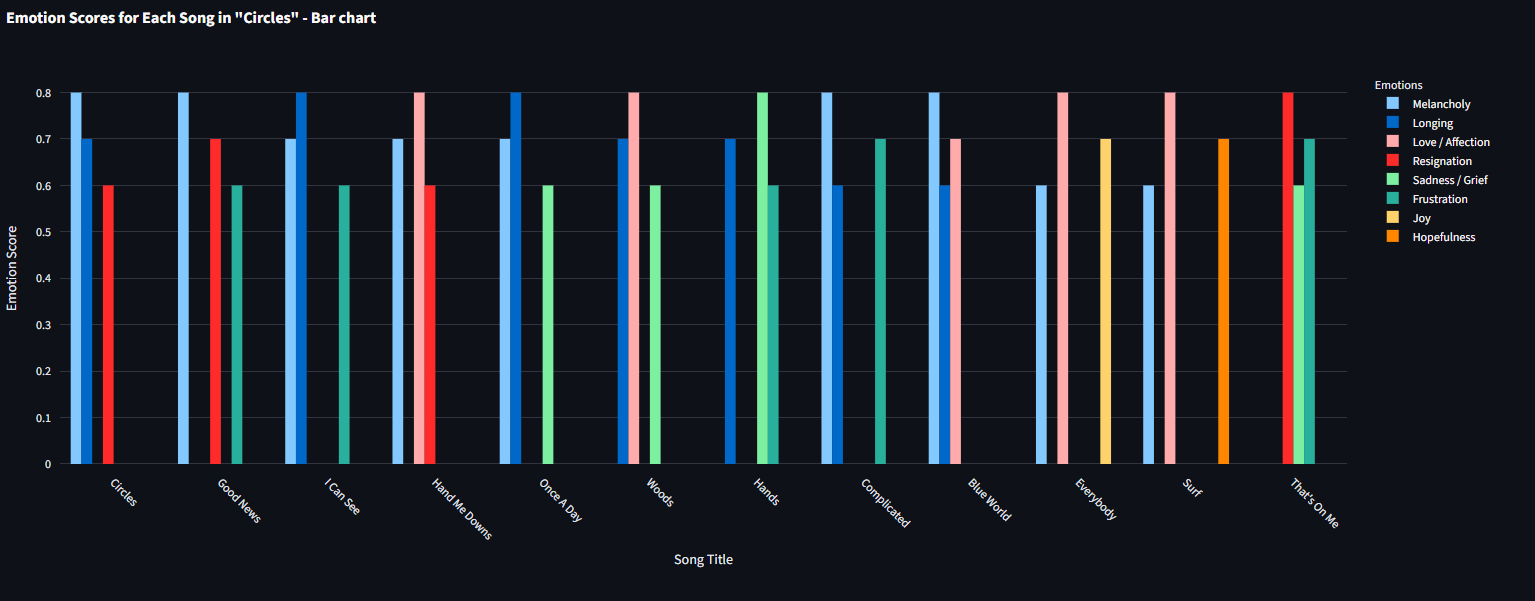 Emotion Scores for Each Song in "Circles" - Bar chart
Emotions
Melancholy
Longing
Love / Affection
Resignation
Sadness / Grief
Frustration
Joy
Hopefulness
Emotion Score
0.8
0.7
0.6
0.5
0.4
0.3
0.2
0.1
0
Circles
Good News
I Can See
Hand Me Downs
Once A Day
Woods
Hands
Complicated
Blue World
Everybody
Surf
That's On Me
Song Title